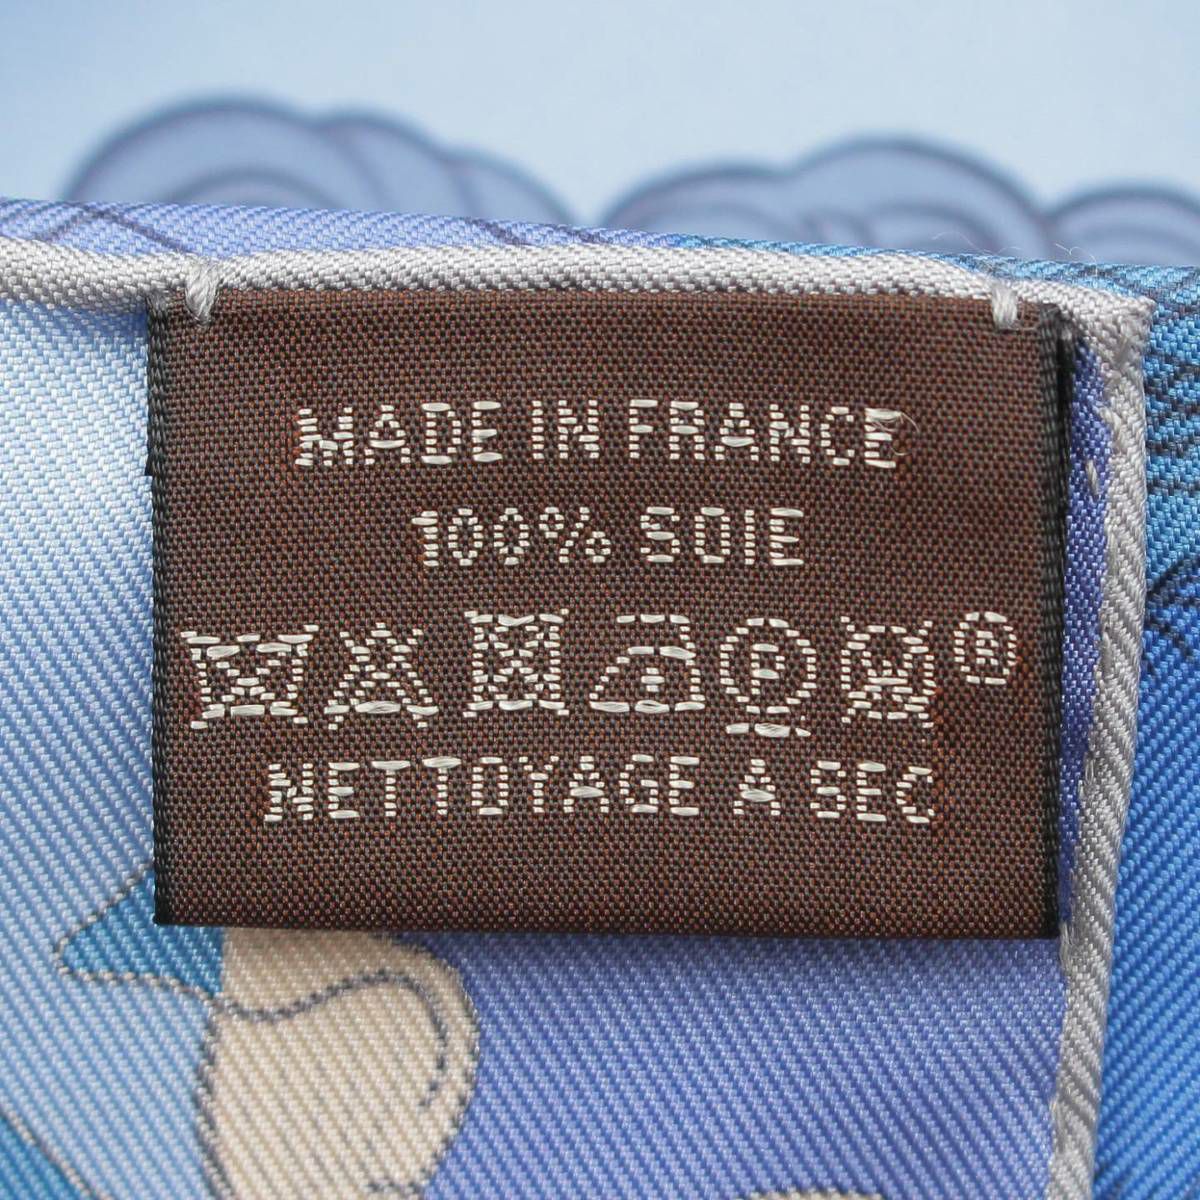 MADE IN FRANCE
100% SOIE
P ®
NETTOYAGE A SEC